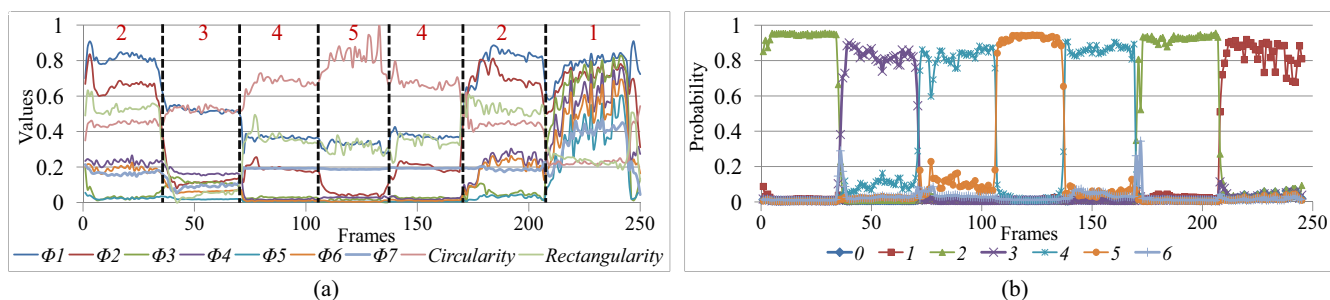 2 3 4 5 4 2 1
1
0.8
0.6
0.4
0.2
0
Values
0 50 100 150 200 250
Frames
Φ1 Φ2 Φ3 Φ4 Φ5 Φ6 Φ7 Circularity Rectangularity
(a)
1
0.8
0.6
0.4
0.2
0
Probability
0 50 100 150 200 250
Frames
0 1 2 3 4 5 6
(b)